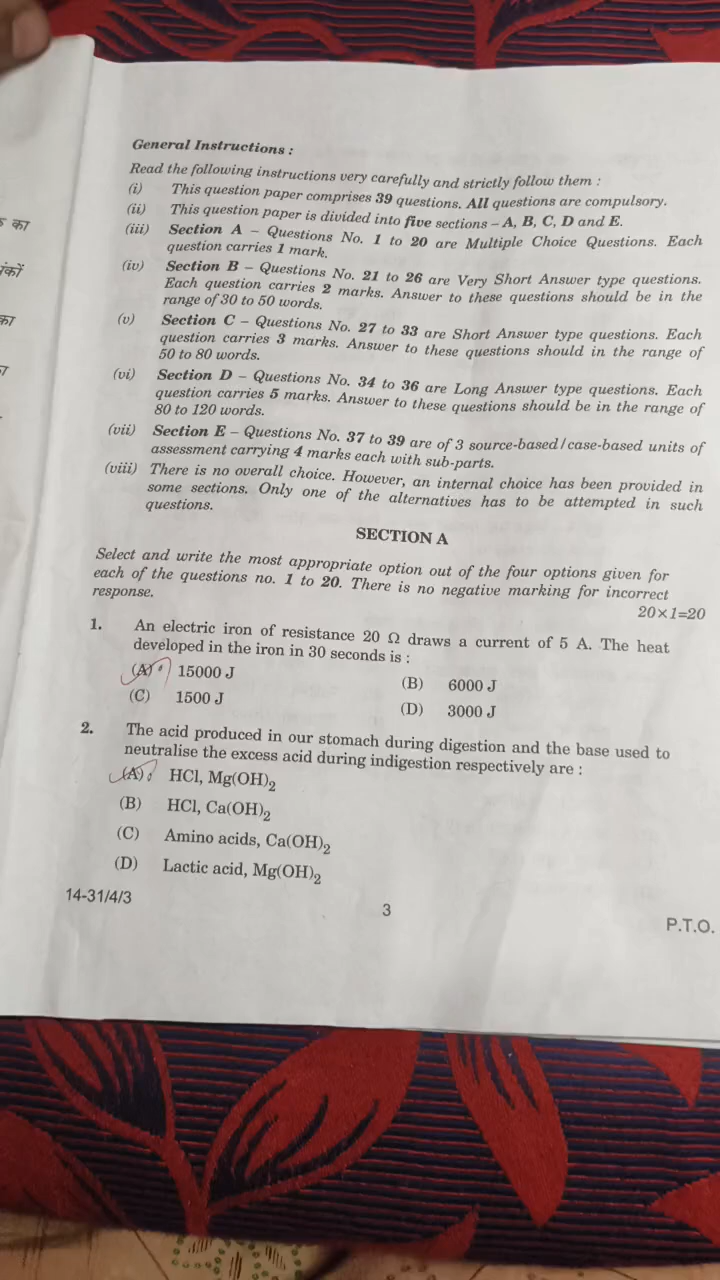 General Instructions :
Read the following instructions very carefully and strictly follow them :
(i) This question paper comprises 39 questions. All questions are compulsory.
(ii) This question paper is divided into five sections – A, B, C, D and E.
(iii) Section A – Questions No. 1 to 20 are Multiple Choice Questions. Each
question carries 1 mark.
(iv) Section B – Questions No. 21 to 26 are Very Short Answer type questions.
Each question carries 2 marks. Answer to these questions should be in the
range of 30 to 50 words.
(v) Section C – Questions No. 27 to 33 are Short Answer type questions. Each
question carries 3 marks. Answer to these questions should in the range of
50 to 80 words.
(vi) Section D – Questions No. 34 to 36 are Long Answer type questions. Each
question carries 5 marks. Answer to these questions should be in the range of
80 to 120 words.
(vii) Section E – Questions No. 37 to 39 are of 3 source-based/case-based units of
assessment carrying 4 marks each with sub-parts.
(viii) There is no overall choice. However, an internal choice has been provided in
some sections. Only one of the alternatives has to be attempted in such
questions.
SECTION A
Select and write the most appropriate option out of the four options given for
each of the questions no. 1 to 20. There is no negative marking for incorrect
response.
20×1=20
1. An electric iron of resistance 20 Ω draws a current of 5 A. The heat
developed in the iron in 30 seconds is :
(A) 15000 J
(B) 6000 J
(C) 1500 J
(D) 3000 J
2. The acid produced in our stomach during digestion and the base used to
neutralise the excess acid during indigestion respectively are :
(A) HCl, Mg(OH)₂
(B) HCl, Ca(OH)₂
(C) Amino acids, Ca(OH)₂
(D) Lactic acid, Mg(OH)₂
14-31/4/3
3
P.T.O.
का